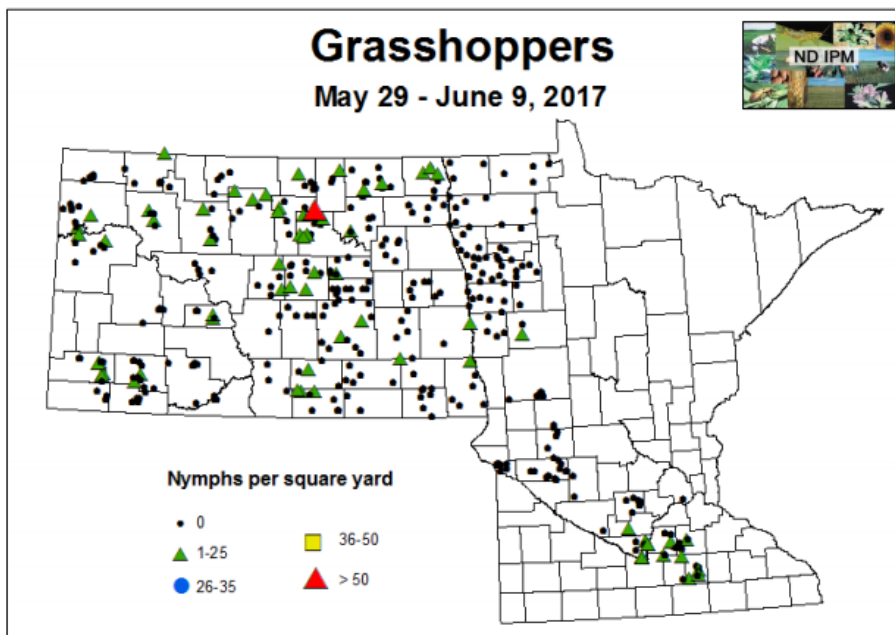 Grasshoppers
May 29 - June 9, 2017
ND IPM
Nymphs per square yard
0
1-25
26-35
36-50
> 50